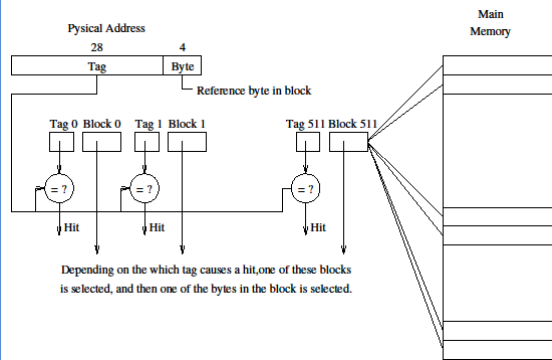 Main
Memory
Pysical Address
28 4
Tag Byte
Reference byte in block
Tag 0 Block 0 Tag 1 Block 1 Tag 511 Block 511
= ? = ? = ?
Hit Hit Hit
Depending on the which tag causes a hit,one of these blocks
is selected, and then one of the bytes in the block is selected.